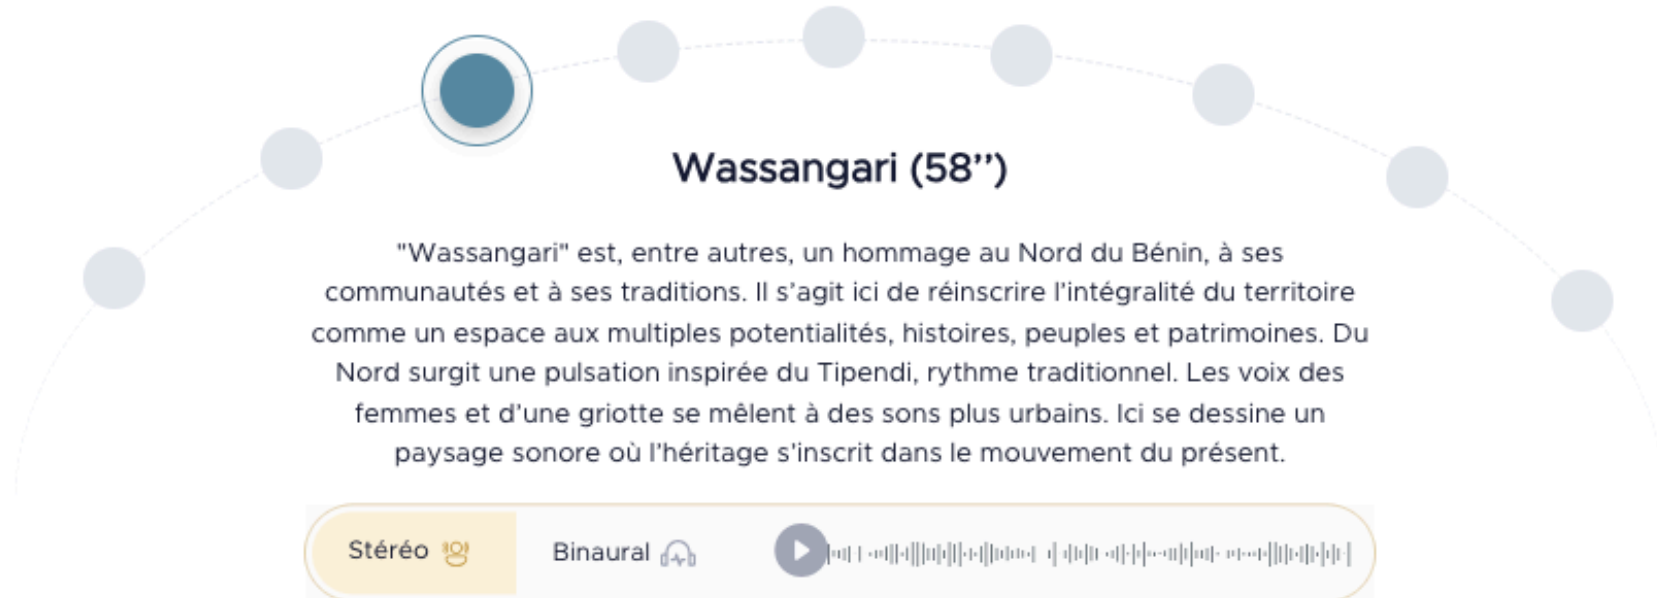 Wassangari (58’’)
"Wassangari" est, entre autres, un hommage au Nord du Bénin, à ses
communautés et à ses traditions. Il s’agit ici de réinscrire l’intégralité du territoire
comme un espace aux multiples potentialités, histoires, peuples et patrimoines. Du
Nord surgit une pulsation inspirée du Tipendi, rythme traditionnel. Les voix des
femmes et d’une griotte se mêlent à des sons plus urbains. Ici se dessine un
paysage sonore où l’héritage s’inscrit dans le mouvement du présent.
Stéréo Binaural